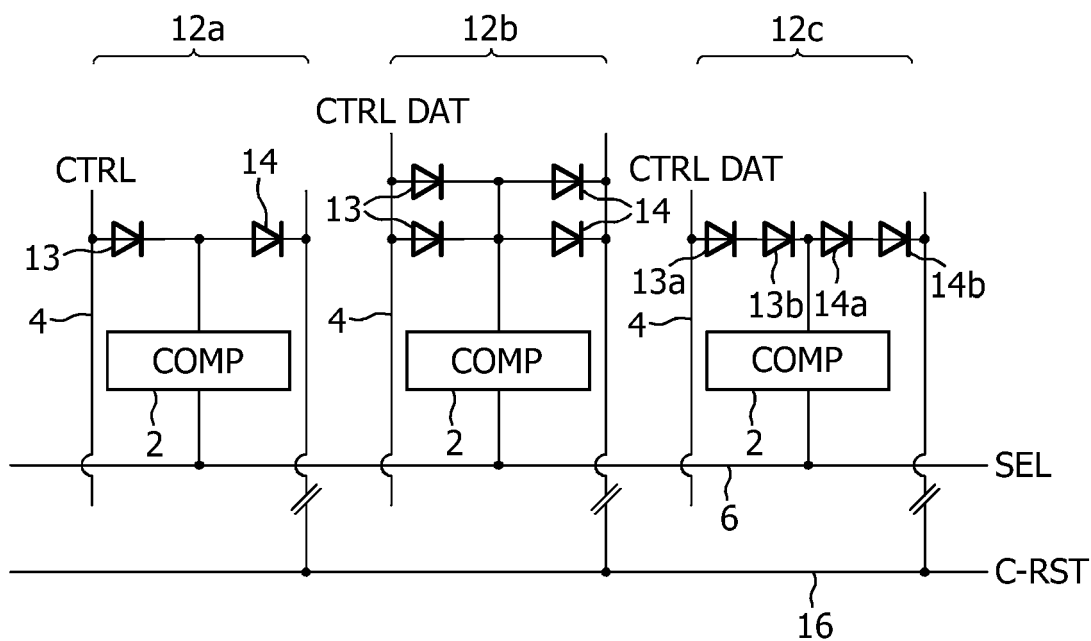 12a 12b 12c
CTRL DAT
CTRL 14 CTRL DAT
13 14
13 13a 13b 14a 14b
4 4 4
COMP COMP COMP
2 2 2
SEL
6
C-RST
16